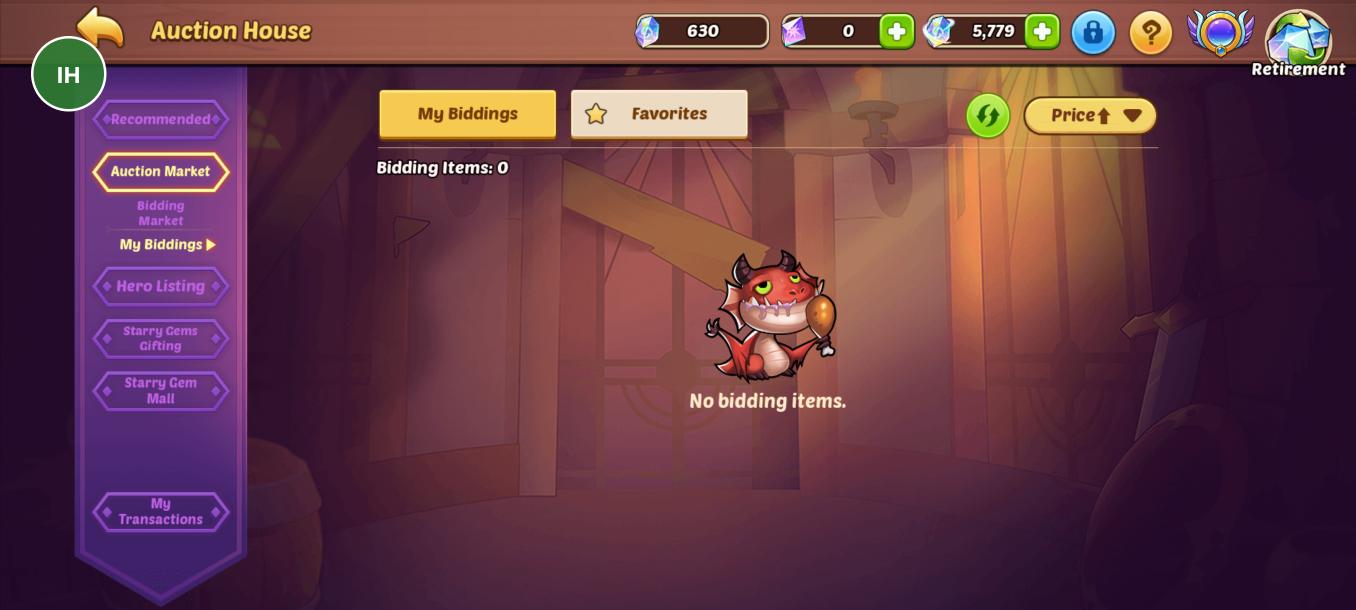 Auction House
630
0
5,779
Retirement
IH
Recommended
Auction Market
Bidding
Market
My Biddings
Hero Listing
Starry Gems
Gifting
Starry Gem
Mall
My
Transactions
My Biddings
Favorites
Price
Bidding Items: 0
No bidding items.